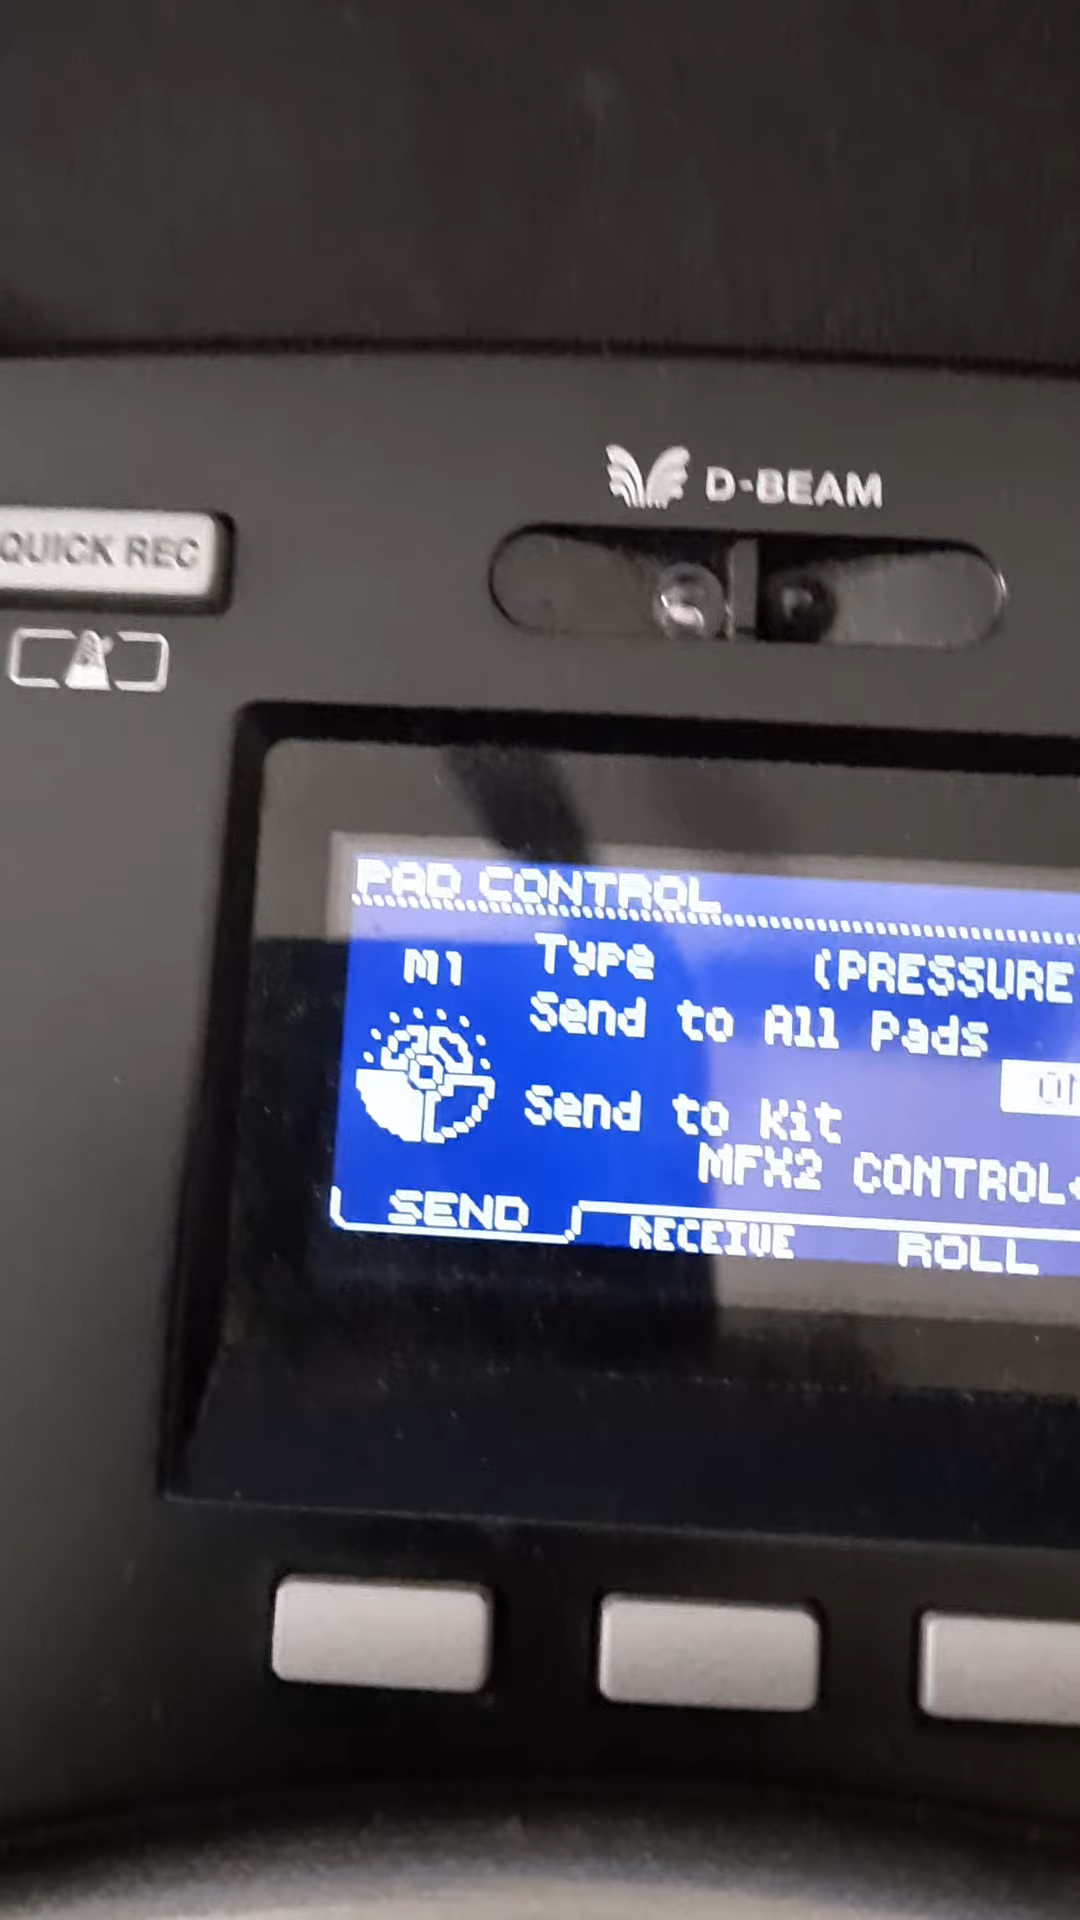 D-BEAM
QUICK REC
PAD CONTROL
M1 Type (PRESSURE
Send to All Pads
Send to Kit
MFX2 CONTROL
SEND RECEIVE ROLL